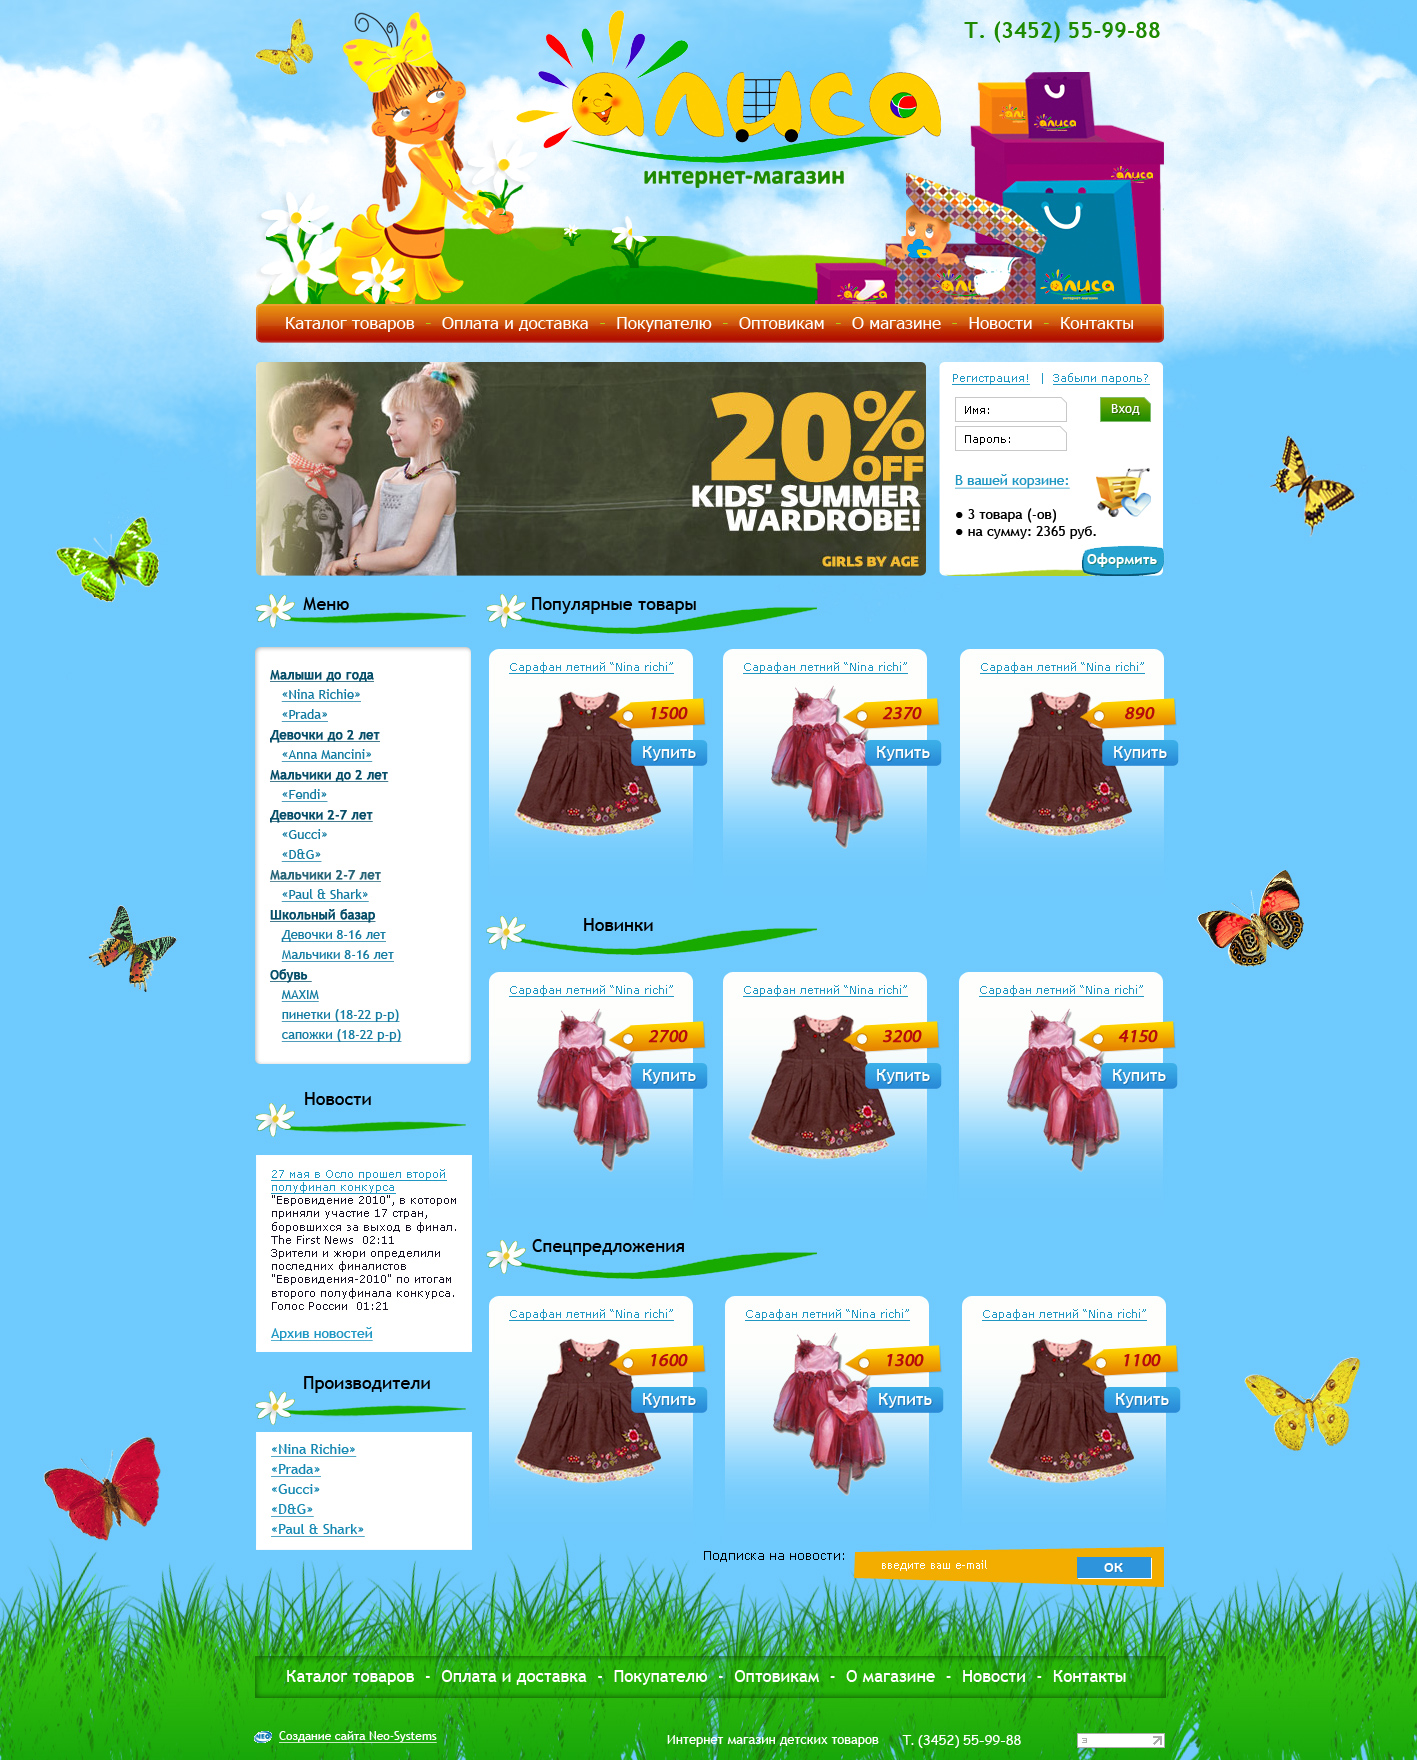 Т. (3452) 55-99-88
алиса
интернет-магазин
алиса
алиса
алиса
алиса
алиса
алиса
интернет-магазин
Каталог товаров - Оплата и доставка - Покупателю - Оптовикам - О магазине - Новости - Контакты
20% OFF
KIDS' SUMMER
WARDROBE!
GIRLS BY AGE
Регистрация! | Забыли пароль?
Имя:
Вход
Пароль:
В вашей корзине:
● 3 товара (-ов)
● на сумму: 2365 руб.
Оформить
Меню
Малыши до года
«Nina Richie»
«Prada»
Девочки до 2 лет
«Anna Mancini»
Мальчики до 2 лет
«Fendi»
Девочки 2-7 лет
«Gucci»
«D&G»
Мальчики 2-7 лет
«Paul & Shark»
Школьный базар
Девочки 8-16 лет
Мальчики 8-16 лет
Обувь
MAXIM
пинетки (18-22 р-р)
сапожки (18-22 р-р)
Новости
27 мая в Осло прошел второй
полуфинал конкурса
"Евровидение 2010", в котором
приняли участие 17 стран,
боровшихся за выход в финал.
The First News 02:11
Зрители и жюри определили
последних финалистов
"Евровидения-2010" по итогам
второго полуфинала конкурса.
Голос России 01:21
Архив новостей
Производители
«Nina Richie»
«Prada»
«Gucci»
«D&G»
«Paul & Shark»
Популярные товары
Сарафан летний "Nina richi"
1500
Купить
Сарафан летний "Nina richi"
2370
Купить
Сарафан летний "Nina richi"
890
Купить
Новинки
Сарафан летний "Nina richi"
2700
Купить
Сарафан летний "Nina richi"
3200
Купить
Сарафан летний "Nina richi"
4150
Купить
Спецпредложения
Сарафан летний "Nina richi"
1600
Купить
Сарафан летний "Nina richi"
1300
Купить
Сарафан летний "Nina richi"
1100
Купить
Подписка на новости:
введите ваш e-mail
ОК
Каталог товаров - Оплата и доставка - Покупателю - Оптовикам - О магазине - Новости - Контакты
NEO Создание сайта Neo-Systems
Интернет магазин детских товаров Т. (3452) 55-99-88